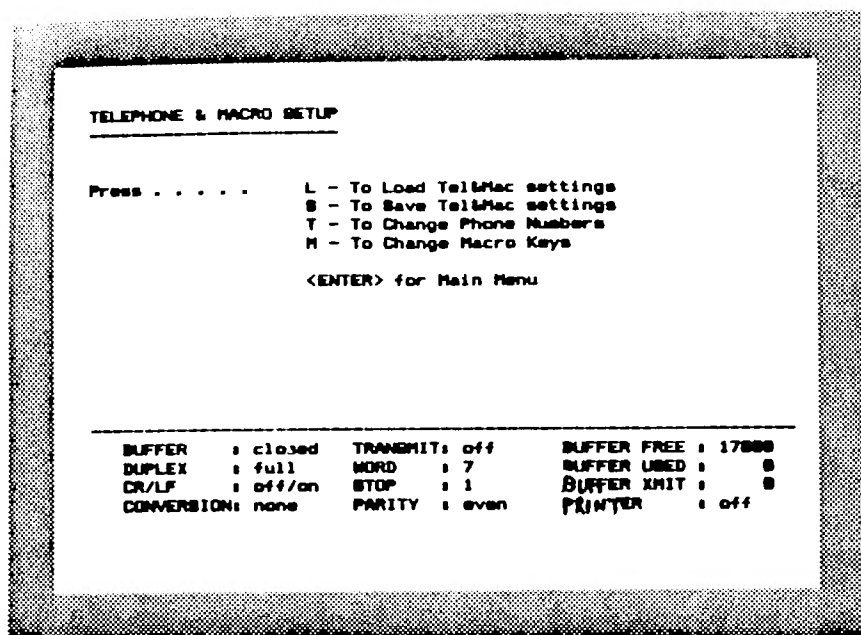 TELEPHONE & MACRO SETUP
Press . . . . . L - To Load Tel&Mac settings
S - To Save Tel&Mac settings
T - To Change Phone Numbers
M - To Change Macro Keys
<ENTER> for Main Menu
BUFFER : closed TRANSMIT: off BUFFER FREE : 17000
DUPLEX : full WORD : 7 BUFFER USED : 0
CR/LF : off/on STOP : 1 BUFFER XMIT : 0
CONVERSION: none PARITY : even PRINTER : off